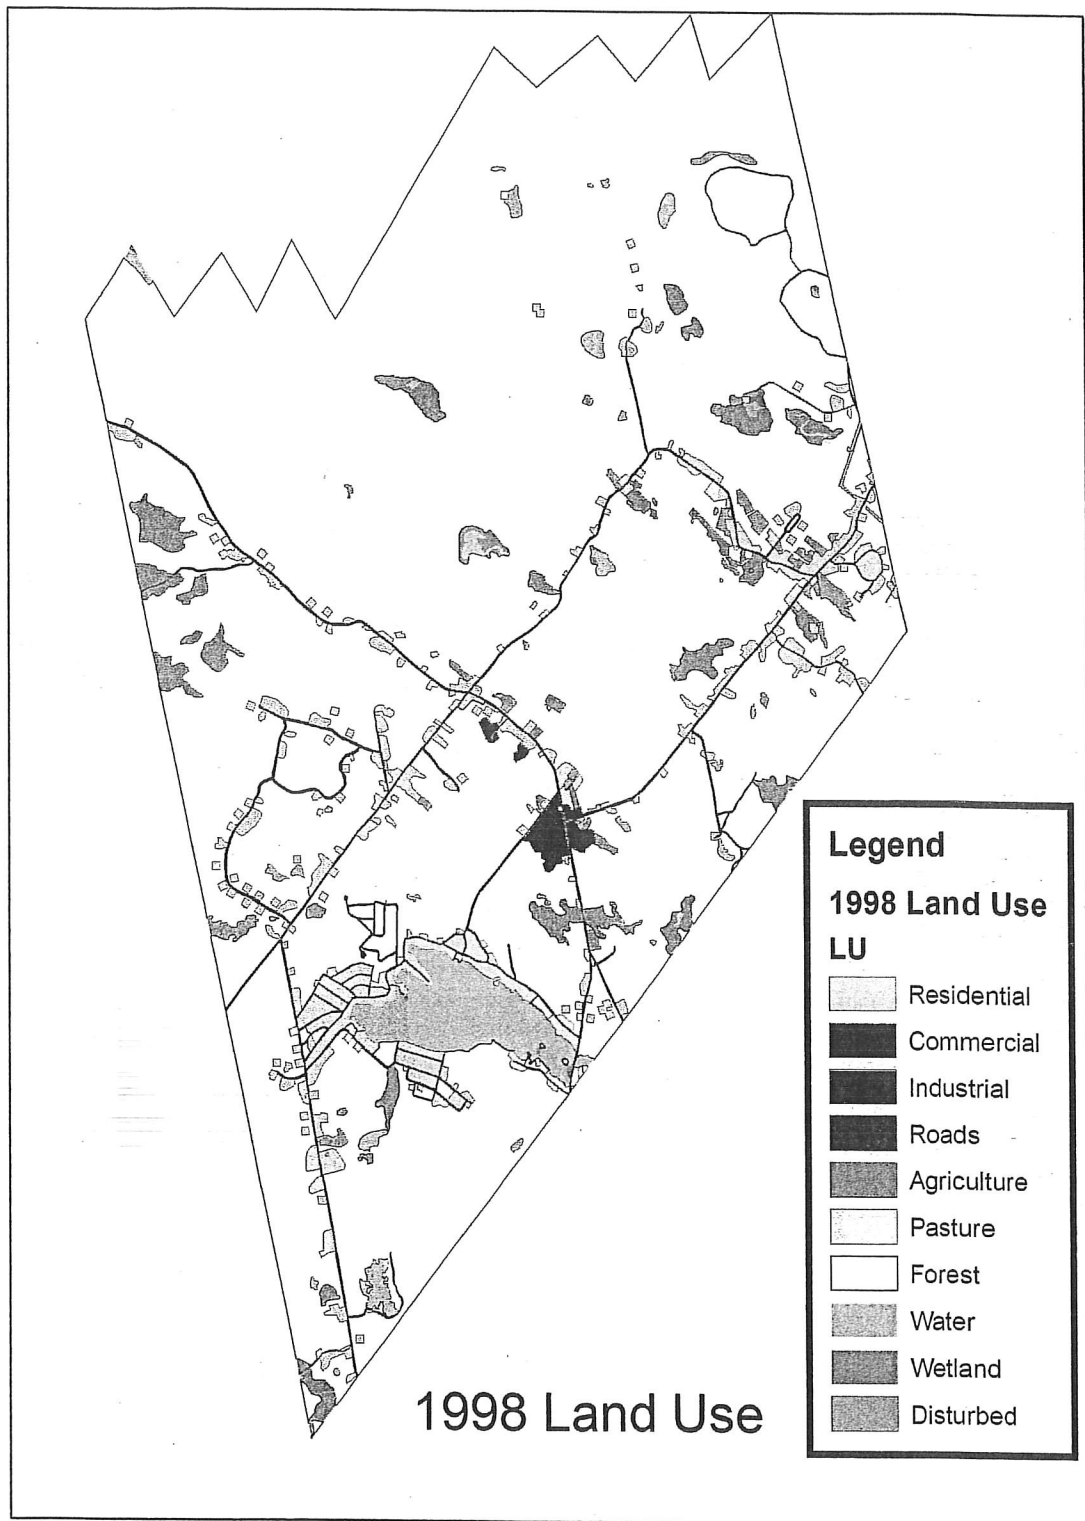 Legend
1998 Land Use
LU
Residential
Commercial
Industrial
Roads
Agriculture
Pasture
Forest
Water
Wetland
Disturbed
1998 Land Use